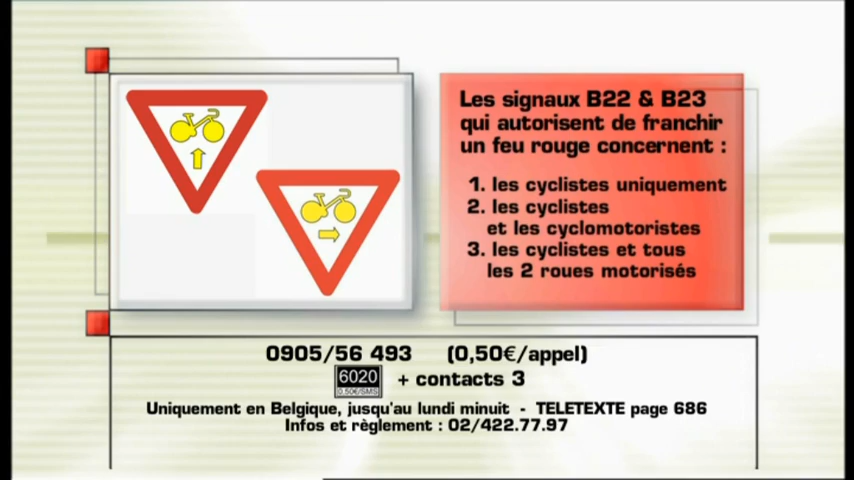 Les signaux B22 & B23
qui autorisent de franchir
un feu rouge concernent :
1. les cyclistes uniquement
2. les cyclistes
et les cyclomotoristes
3. les cyclistes et tous
les 2 roues motorisés
0905/56 493 (0,50€/appel)
6020 + contacts 3
0,50€/SMS
Uniquement en Belgique, jusqu'au lundi minuit - TELETEXTE page 686
Infos et règlement : 02/422.77.97